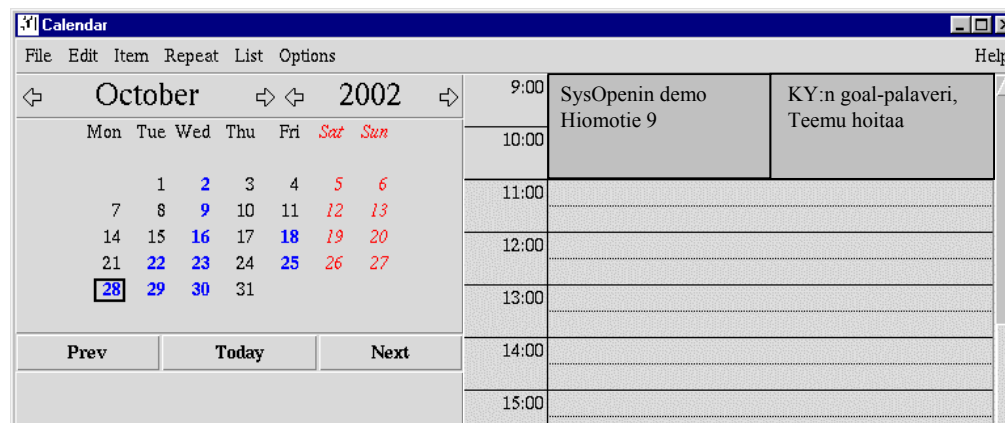 Calendar
File Edit Item Repeat List Options Help
October 2002
Mon Tue Wed Thu Fri Sat Sun
1 2 3 4 5 6
7 8 9 10 11 12 13
14 15 16 17 18 19 20
21 22 23 24 25 26 27
28 29 30 31
Prev Today Next
9:00
SysOpenin demo
Hiomotie 9
KY:n goal-palaveri,
Teemu hoitaa
10:00
11:00
12:00
13:00
14:00
15:00